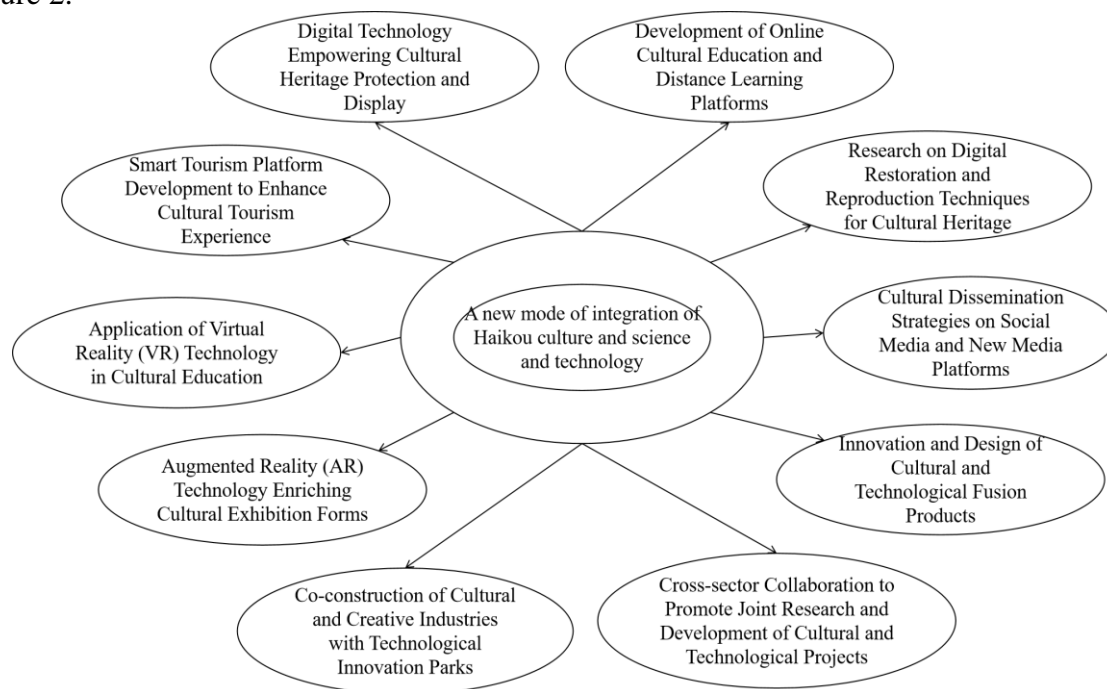 Digital Technology
Empowering Cultural
Heritage Protection and
Display
Development of Online
Cultural Education and
Distance Learning
Platforms
Smart Tourism Platform
Development to Enhance
Cultural Tourism
Experience
Research on Digital
Restoration and
Reproduction Techniques
for Cultural Heritage
A new mode of integration of
Haikou culture and science
and technology
Application of Virtual
Reality (VR) Technology
in Cultural Education
Cultural Dissemination
Strategies on Social
Media and New Media
Platforms
Augmented Reality (AR)
Technology Enriching
Cultural Exhibition Forms
Innovation and Design of
Cultural and
Technological Fusion
Products
Co-construction of Cultural
and Creative Industries
with Technological
Innovation Parks
Cross-sector Collaboration to
Promote Joint Research and
Development of Cultural and
Technological Projects